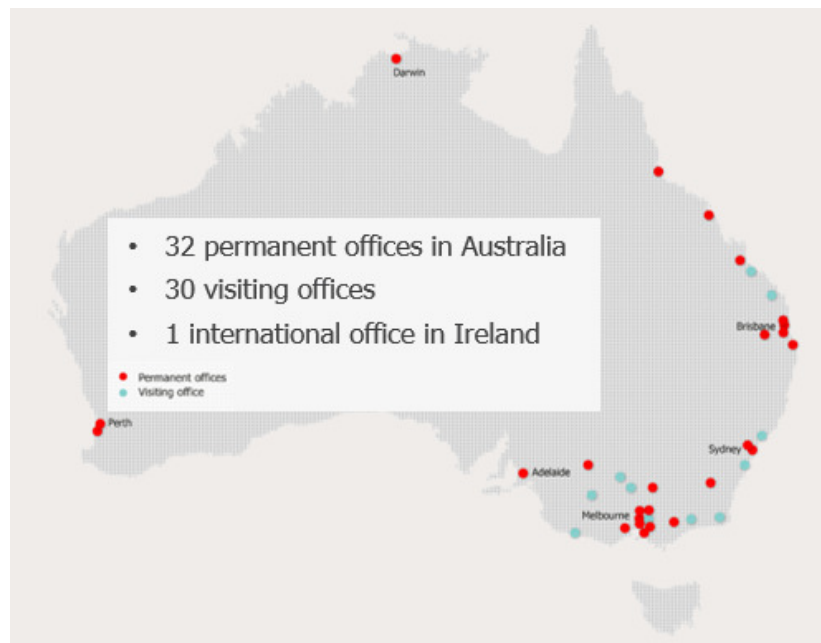 Darwin
• 32 permanent offices in Australia
• 30 visiting offices
• 1 international office in Ireland
Brisbane
Permanent offices
Visiting office
Perth
Sydney
Adelaide
Melbourne